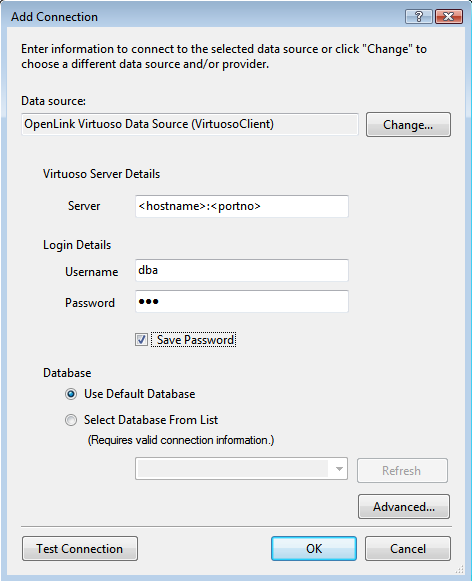 Add Connection
Enter information to connect to the selected data source or click "Change" to
choose a different data source and/or provider.
Data source:
OpenLink Virtuoso Data Source (VirtuosoClient)
Change...
Virtuoso Server Details
Server
<hostname>:<portno>
Login Details
Username
dba
Password
●●●
Save Password
Database
Use Default Database
Select Database From List
(Requires valid connection information.)
Refresh
Advanced...
Test Connection
OK
Cancel